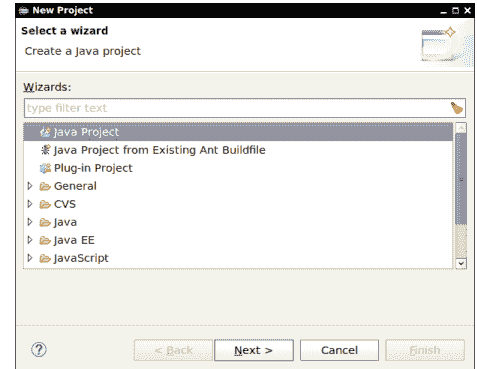 New Project
Select a wizard
Create a Java project
Wizards:
type filter text
Java Project
Java Project from Existing Ant Buildfile
Plug-in Project
General
CVS
Java
Java EE
JavaScript
? < Back Next > Cancel Finish